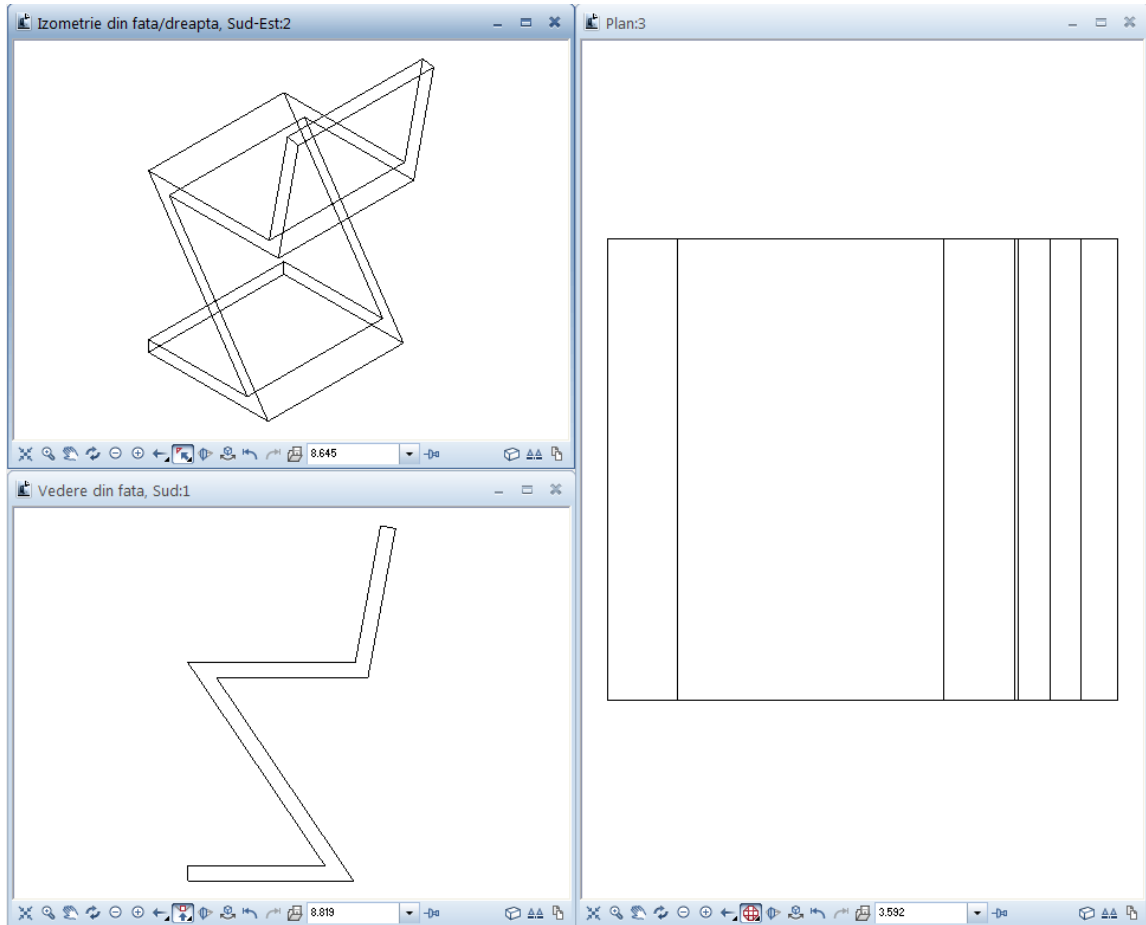 Izometrie din fata/dreapta, Sud-Est:2
8.645
Vedere din fata, Sud:1
8.819
Plan:3
3.592